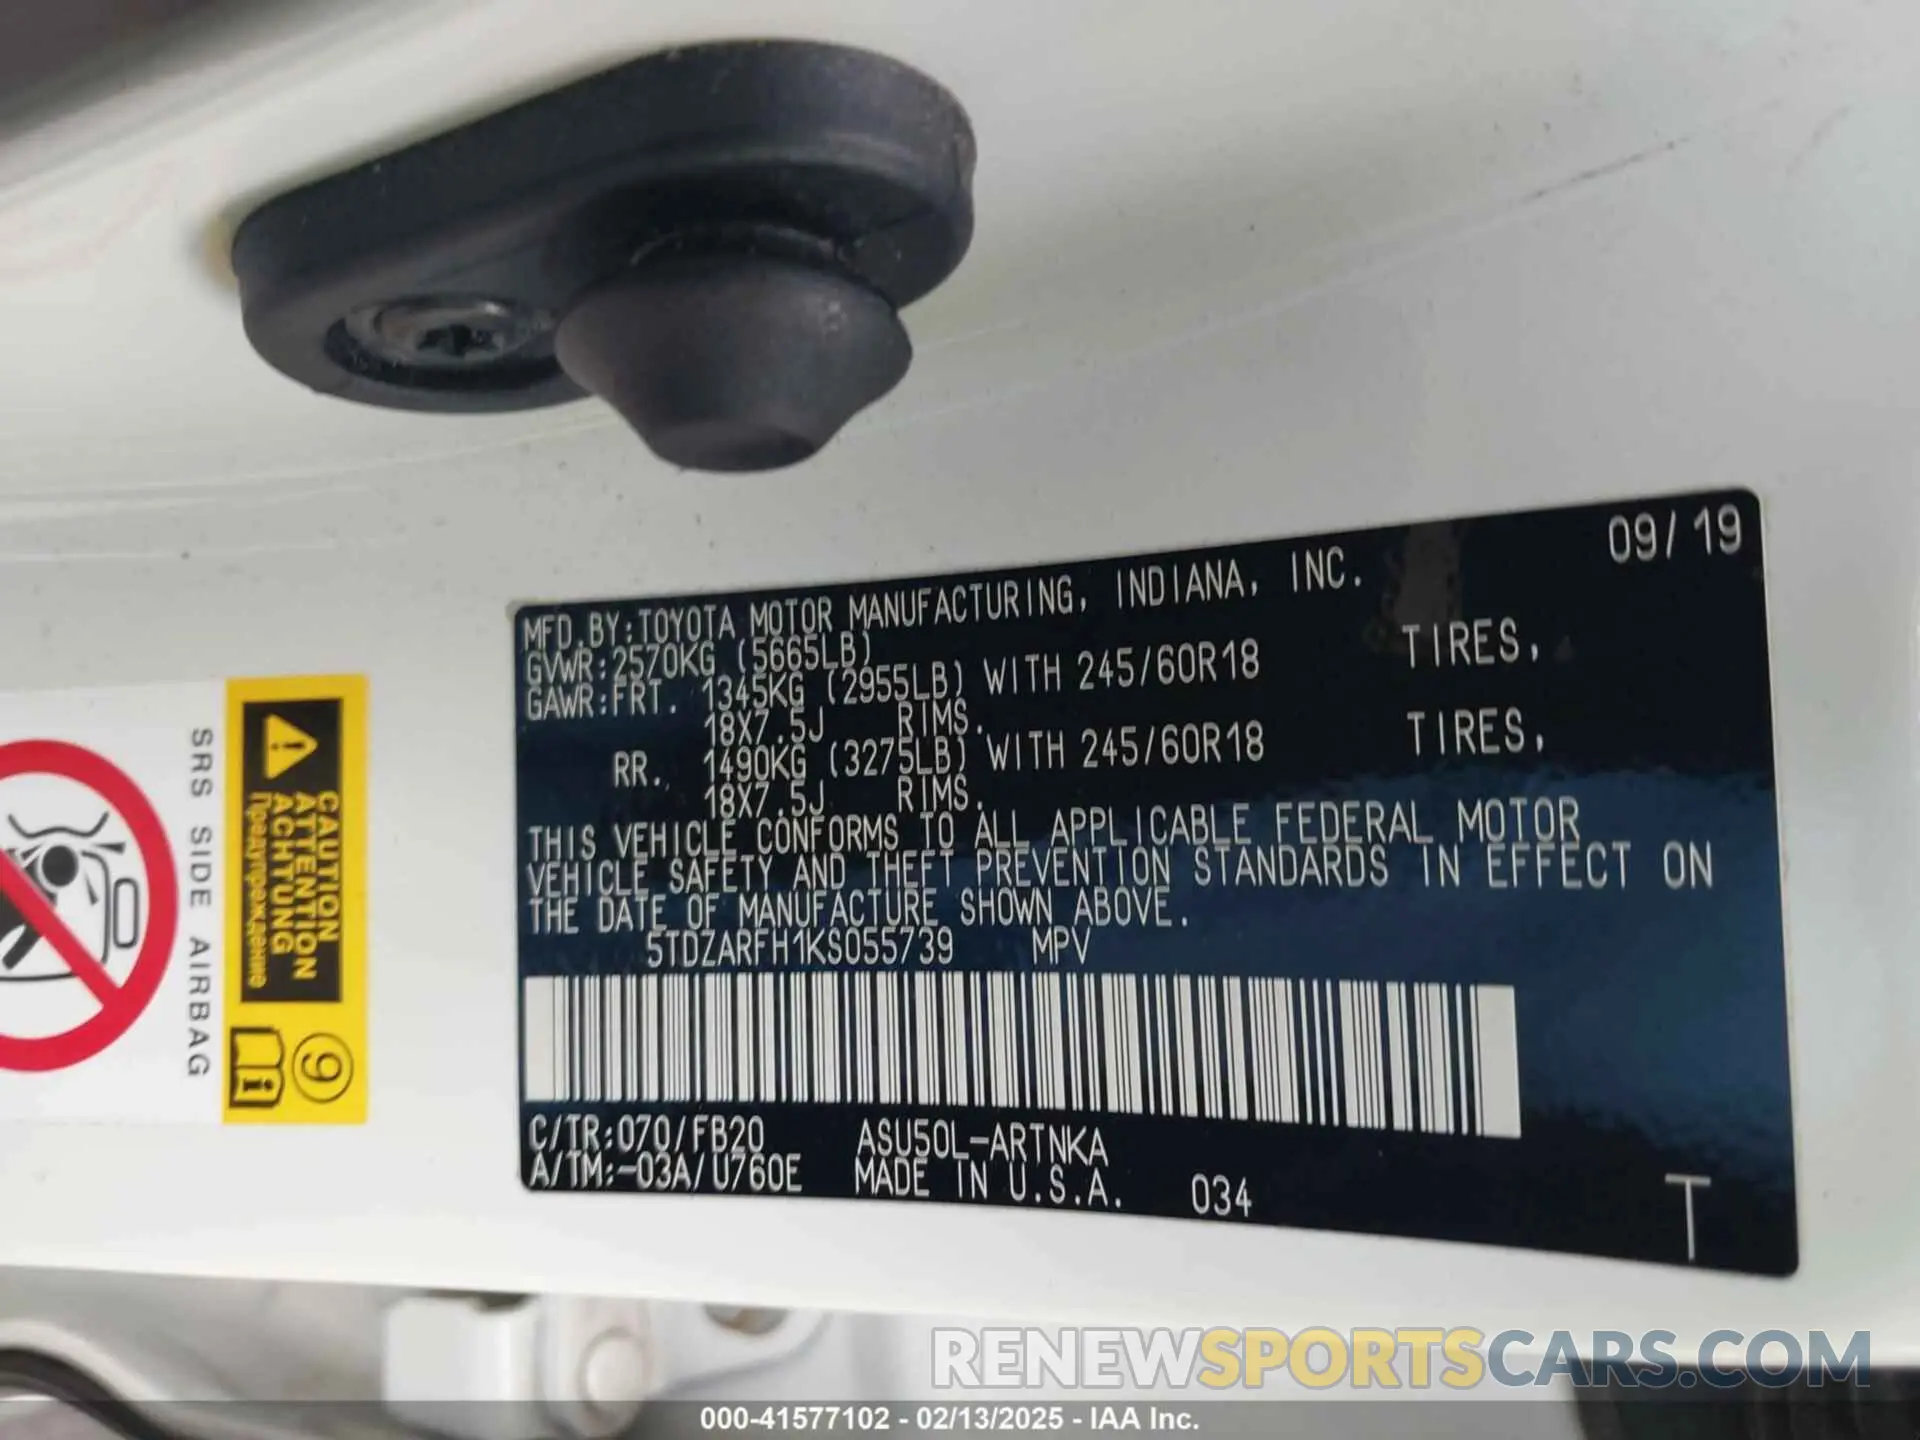 09/19
MFD.BY:TOYOTA MOTOR MANUFACTURING, INDIANA, INC.
GVWR:2570KG (5665LB)
GAWR:FRT. 1345KG (2955LB) WITH 245/60R18 TIRES,
18X7.5J RIMS.
RR. 1490KG (3275LB) WITH 245/60R18 TIRES,
18X7.5J RIMS.
THIS VEHICLE CONFORMS TO ALL APPLICABLE FEDERAL MOTOR
VEHICLE SAFETY AND THEFT PREVENTION STANDARDS IN EFFECT ON
THE DATE OF MANUFACTURE SHOWN ABOVE.
5TDZARFH1KS055739 MPV
C/TR:070/FB20 ASU50L-ARTNKA
A/TM:-03A/U760E MADE IN U.S.A. 034
T
CAUTION
ATTENTION
ACHTUNG
Предупреждение
9
i
SRS SIDE AIRBAG
RENEWSPORTSCARS.COM
000-41577102 - 02/13/2025 - IAA Inc.